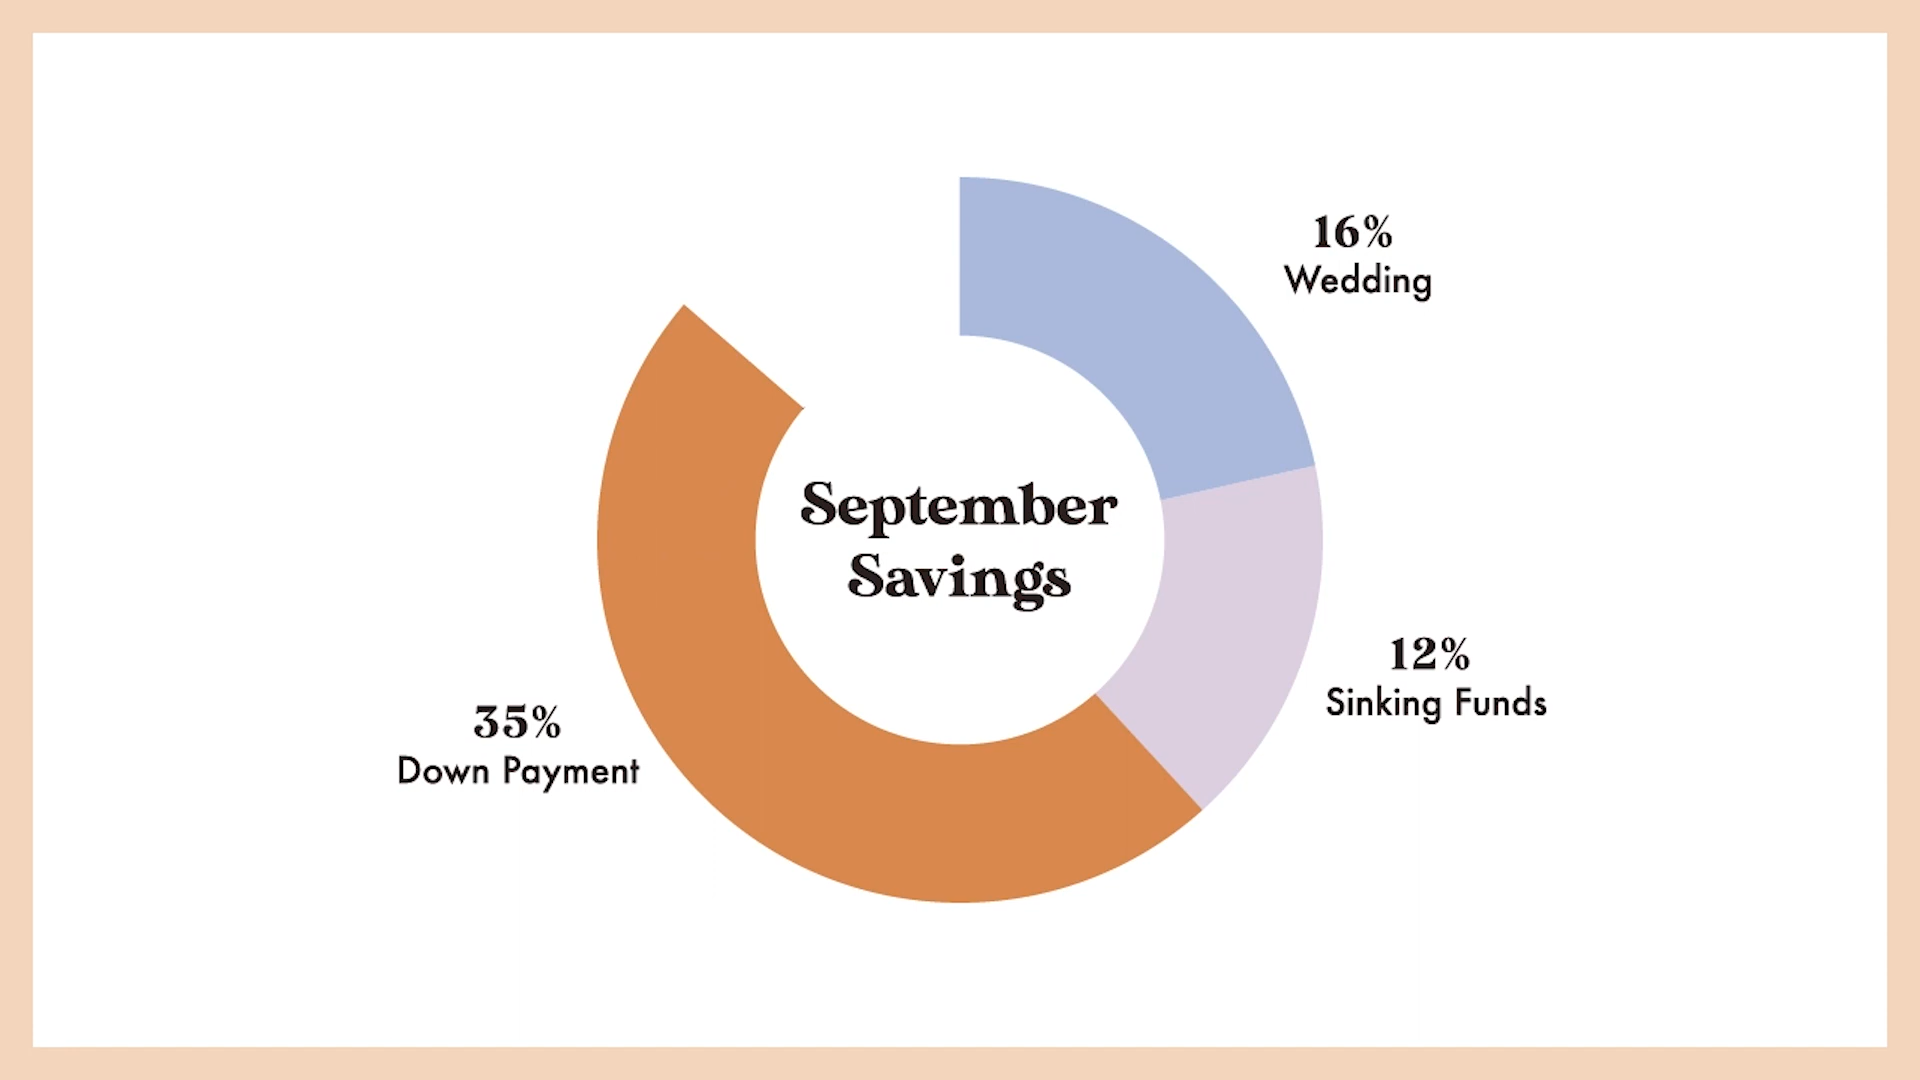 16%
Wedding
September
Savings
12%
Sinking Funds
35%
Down Payment